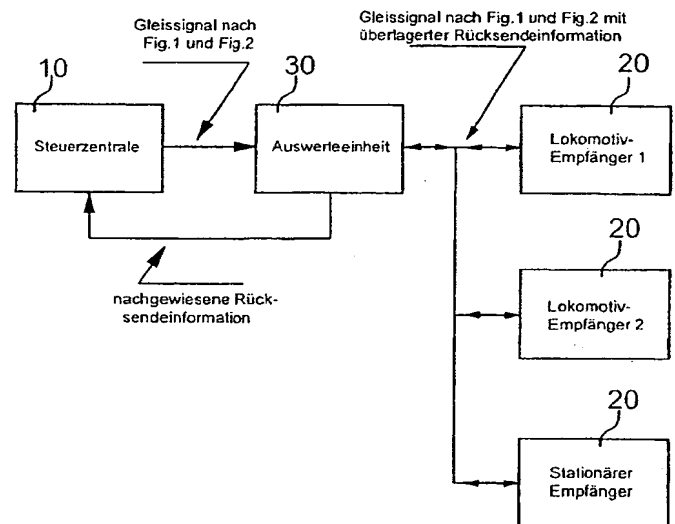 Gleissignal nach
Fig.1 und Fig.2
Gleissignal nach Fig.1 und Fig.2 mit
überlagerter Rücksendeinformation
10
30
20
Steuerzentrale
Auswerteeinheit
Lokomotiv-
Empfänger 1
nachgewiesene Rück-
sendeinformation
20
Lokomotiv-
Empfänger 2
20
Stationärer
Empfänger